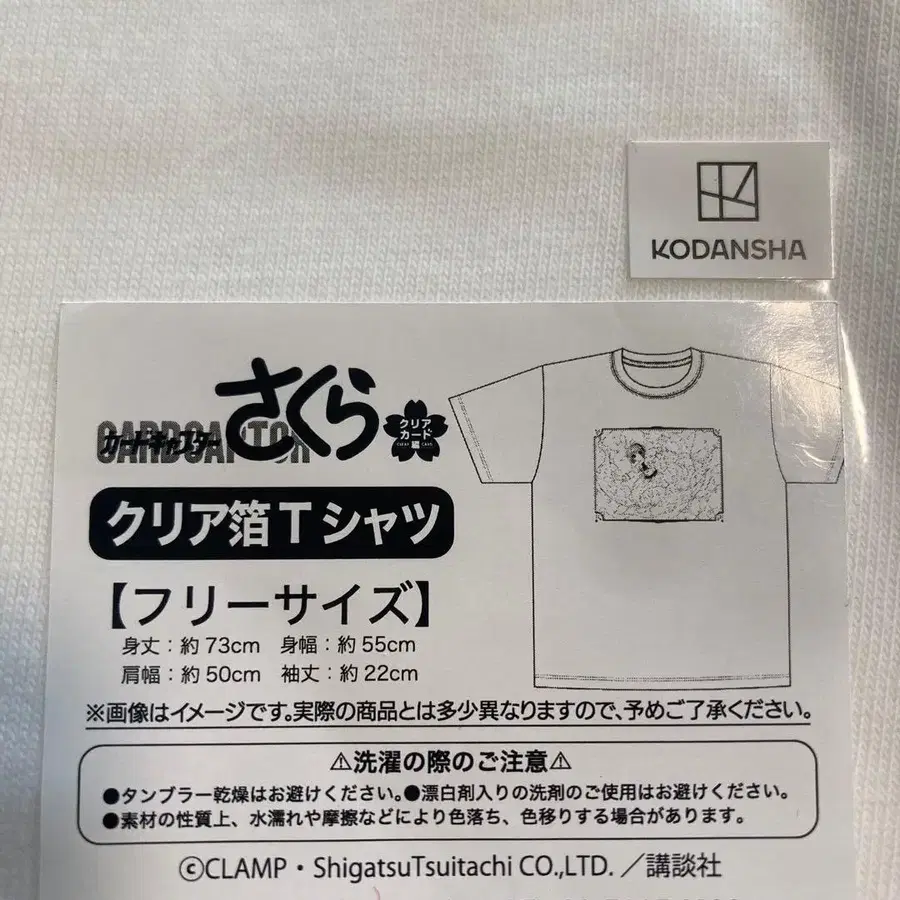 KODANSHA
CARDCAPTOR
カードキャプター さくら
クリア
カード
編
CLEAR CARD
クリア箔Tシャツ
【フリーサイズ】
身丈：約73cm 身幅：約55cm
肩幅：約50cm 袖丈：約22cm
※画像はイメージです。実際の商品とは多少異なりますので、予めご了承ください。
⚠洗濯の際のご注意⚠
●タンブラー乾燥はお避けください。●漂白剤入りの洗剤のご使用はお避けください。
●素材の性質上、水濡れや摩擦などにより色落ち、色移りする場合があります。
©CLAMP・ShigatsuTsuitachi CO.,LTD.／講談社